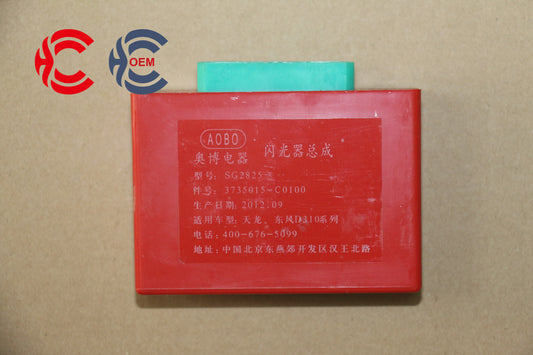 OEM
AOBO
奥博电器 闪光器总成
型号: SG2825
件号: 3735015-C0100
生产日期: 2012.09
适用车型: 天龙、东风D310系列
电话: 400-676-5099
地址: 中国北京东燕郊开发区汉王北路